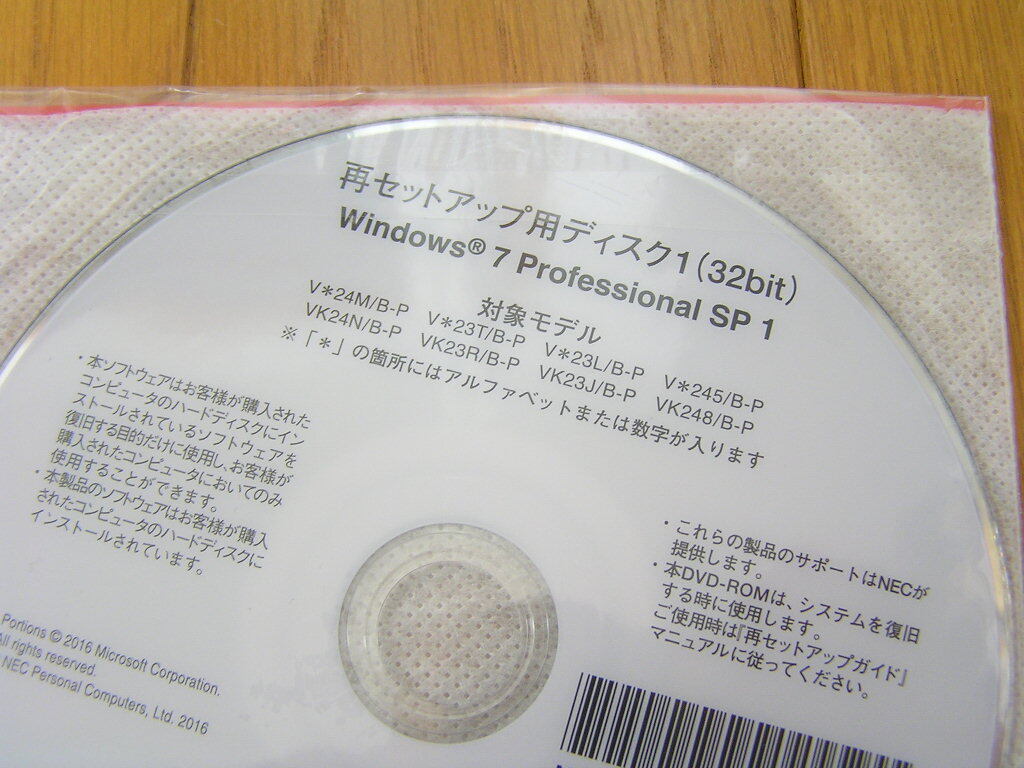 再セットアップ用ディスク1(32bit)
Windows® 7 Professional SP 1
対象モデル
V＊24M/B-P V＊23T/B-P V＊23L/B-P V＊245/B-P
VK24N/B-P VK23R/B-P VK23J/B-P VK248/B-P
※「＊」の箇所にはアルファベットまたは数字が入ります
・本ソフトウェアはお客様が購入された
コンピュータのハードディスクにイン
ストールされているソフトウェアを
復旧する目的だけに使用し、お客様が
購入されたコンピュータにおいてのみ
使用することができます。
・本製品のソフトウェアはお客様が購入
されたコンピュータのハードディスクに
インストールされています。
・これらの製品のサポートはNECが
提供します。
・本DVD-ROMは、システムを復旧
する時に使用します。
ご使用時は『再セットアップガイド』
マニュアルに従ってください。
Portions © 2016 Microsoft Corporation.
All rights reserved.
NEC Personal Computers, Ltd. 2016